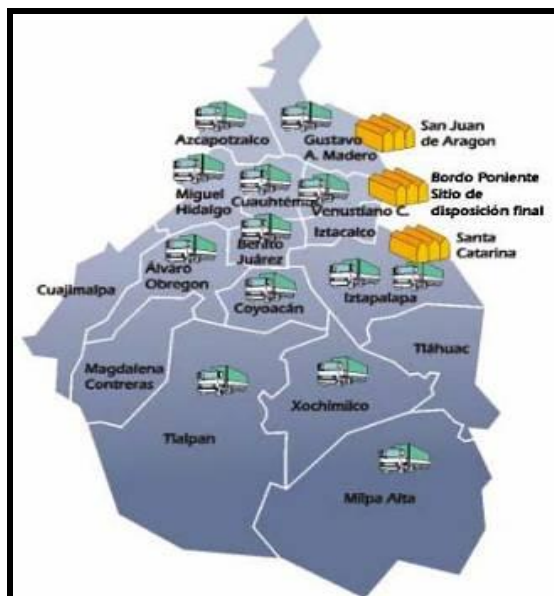 Azcapotzalco
Gustavo
A. Madero
San Juan
de Aragon
Miguel
Hidalgo
Cuauhtémo
Venustiano C.
Bordo Poniente
Sitio de
disposición final
Benito
Juárez
Iztacalco
Santa
Catarina
Cuajimalpa
Álvaro
Obregon
Coyoacán
Iztapalapa
Magdalena
Contreras
Tláhuac
Tlalpan
Xochimilco
Milpa Alta